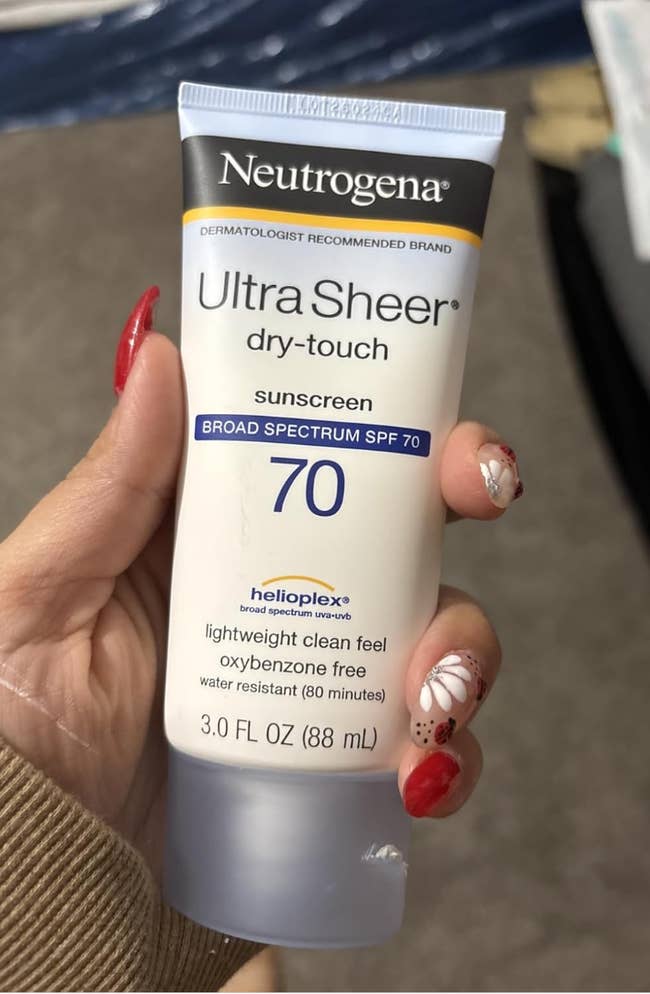 Neutrogena®
DERMATOLOGIST RECOMMENDED BRAND
Ultra Sheer®
dry-touch
sunscreen
BROAD SPECTRUM SPF 70
70
helioplex®
broad spectrum uva•uvb
lightweight clean feel
oxybenzone free
water resistant (80 minutes)
3.0 FL OZ (88 mL)